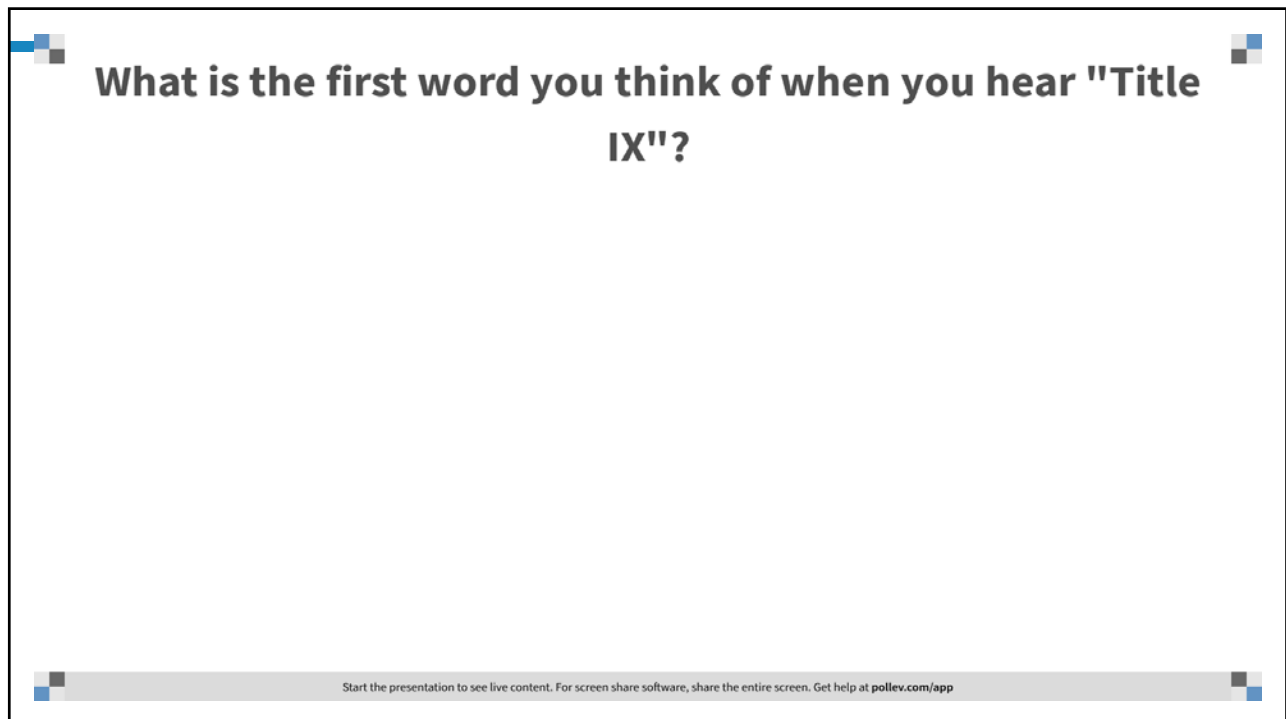 What is the first word you think of when you hear "Title
IX"?
Start the presentation to see live content. For screen share software, share the entire screen. Get help at pollev.com/app